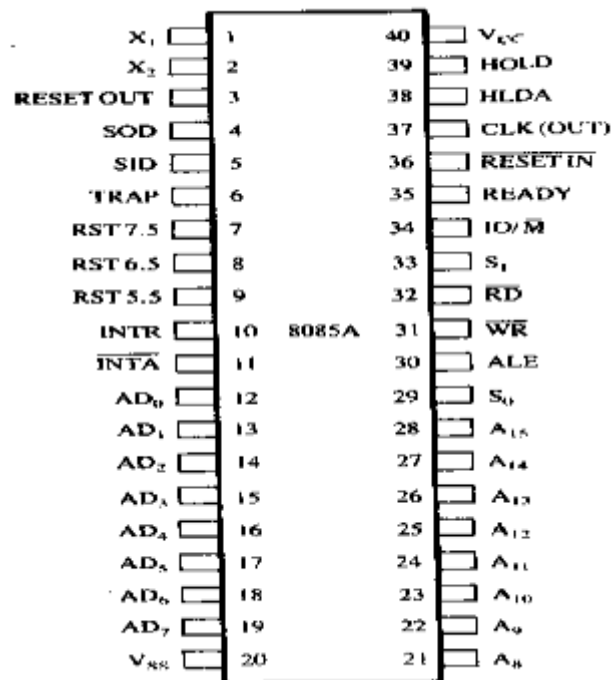 X₁ 1 40 V_CC
X₂ 2 39 HOLD
RESET OUT 3 38 HLDA
SOD 4 37 CLK (OUT)
SID 5 36 RESET IN
TRAP 6 35 READY
RST 7.5 7 34 IO/M
RST 6.5 8 33 S₁
RST 5.5 9 32 RD
INTR 10 8085A 31 WR
INTA 11 30 ALE
AD₀ 12 29 S₀
AD₁ 13 28 A₁₅
AD₂ 14 27 A₁₄
AD₃ 15 26 A₁₃
AD₄ 16 25 A₁₂
AD₅ 17 24 A₁₁
AD₆ 18 23 A₁₀
AD₇ 19 22 A₉
V_SS 20 21 A₈